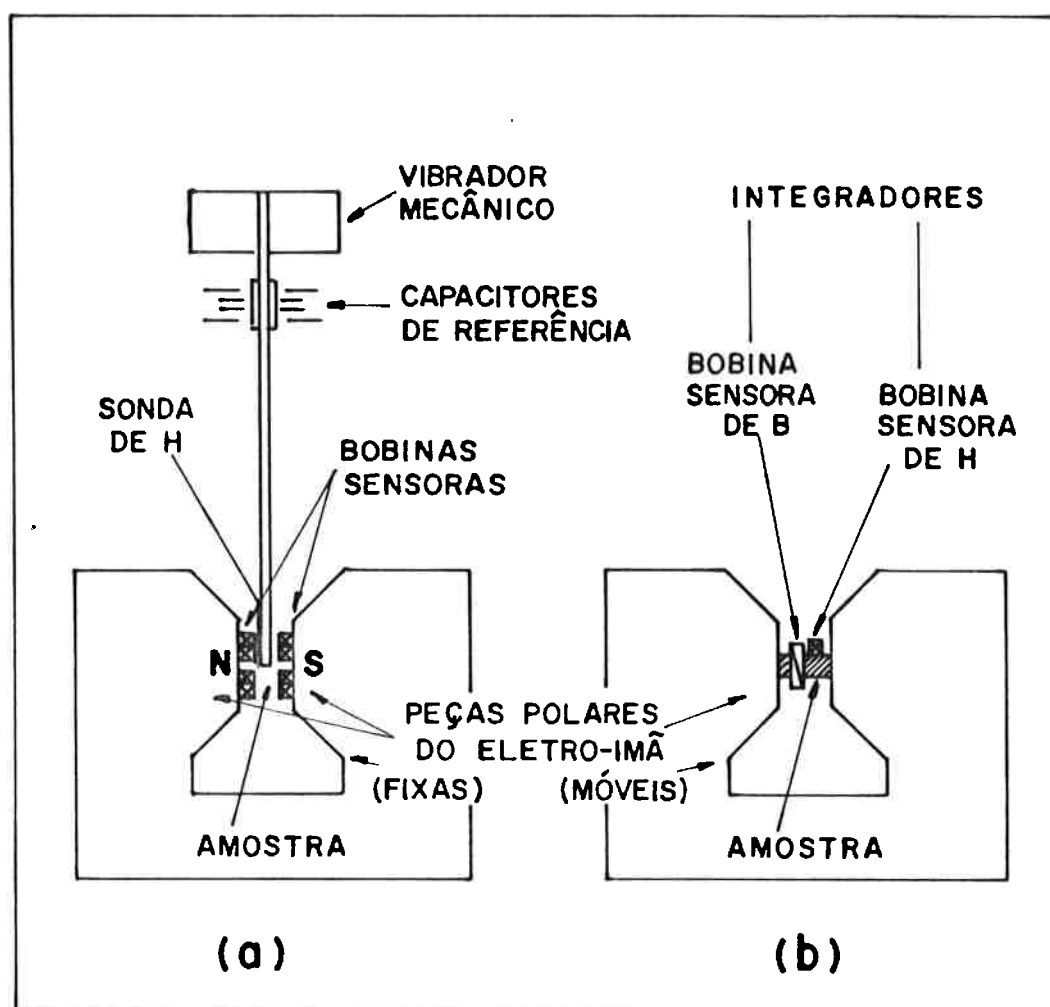 VIBRADOR
MECÂNICO
CAPACITORES
DE REFERÊNCIA
SONDA
DE H
BOBINAS
SENSORAS
N
S
PEÇAS POLARES
DO ELETRO-IMÃ
(FIXAS)
(MÓVEIS)
AMOSTRA
(a)
INTEGRADORES
BOBINA
SENSORA
DE B
BOBINA
SENSORA
DE H
AMOSTRA
(b)